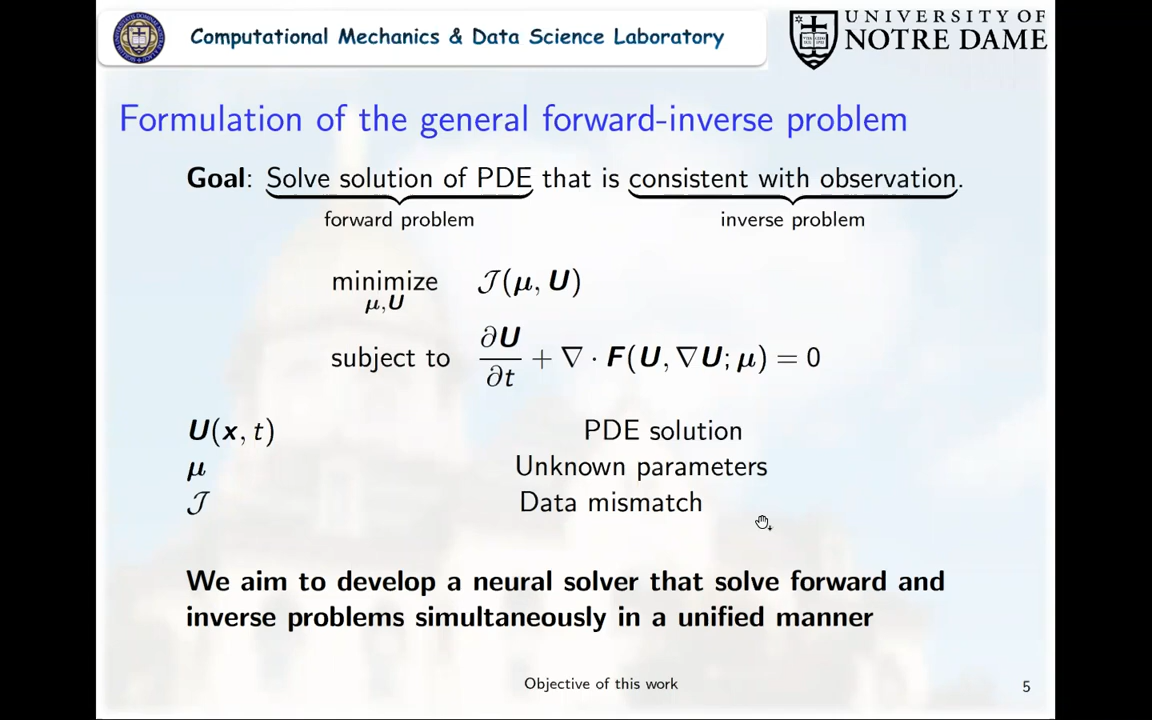 Computational Mechanics & Data Science Laboratory
UNIVERSITY OF
NOTRE DAME
Formulation of the general forward-inverse problem
Goal: Solve solution of PDE that is consistent with observation.
forward problem inverse problem
minimize 𝒥(μ, U)
μ,U
subject to ∂U/∂t + ∇ · F(U, ∇U; μ) = 0
U(x, t) PDE solution
μ Unknown parameters
𝒥 Data mismatch
We aim to develop a neural solver that solve forward and
inverse problems simultaneously in a unified manner
Objective of this work 5